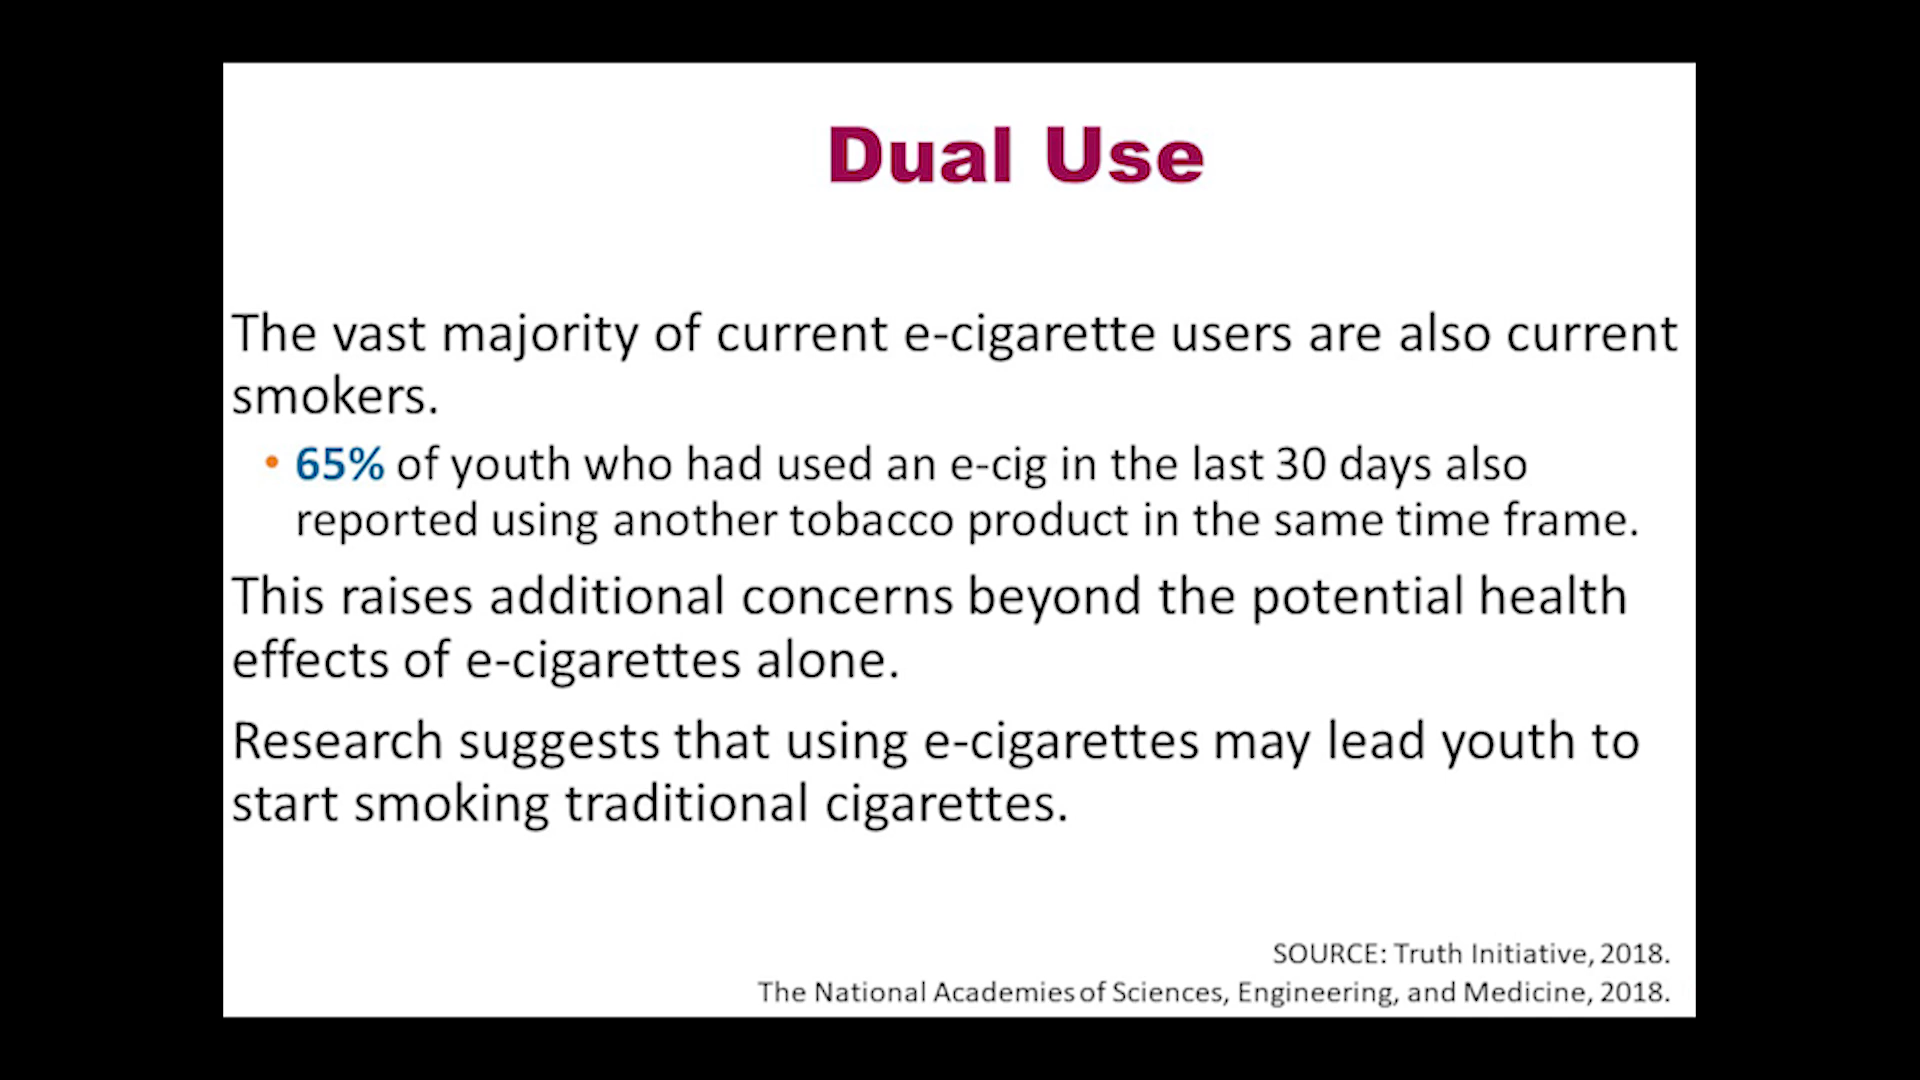 Dual Use
The vast majority of current e-cigarette users are also current
smokers.
• 65% of youth who had used an e-cig in the last 30 days also
reported using another tobacco product in the same time frame.
This raises additional concerns beyond the potential health
effects of e-cigarettes alone.
Research suggests that using e-cigarettes may lead youth to
start smoking traditional cigarettes.
SOURCE: Truth Initiative, 2018.
The National Academies of Sciences, Engineering, and Medicine, 2018.